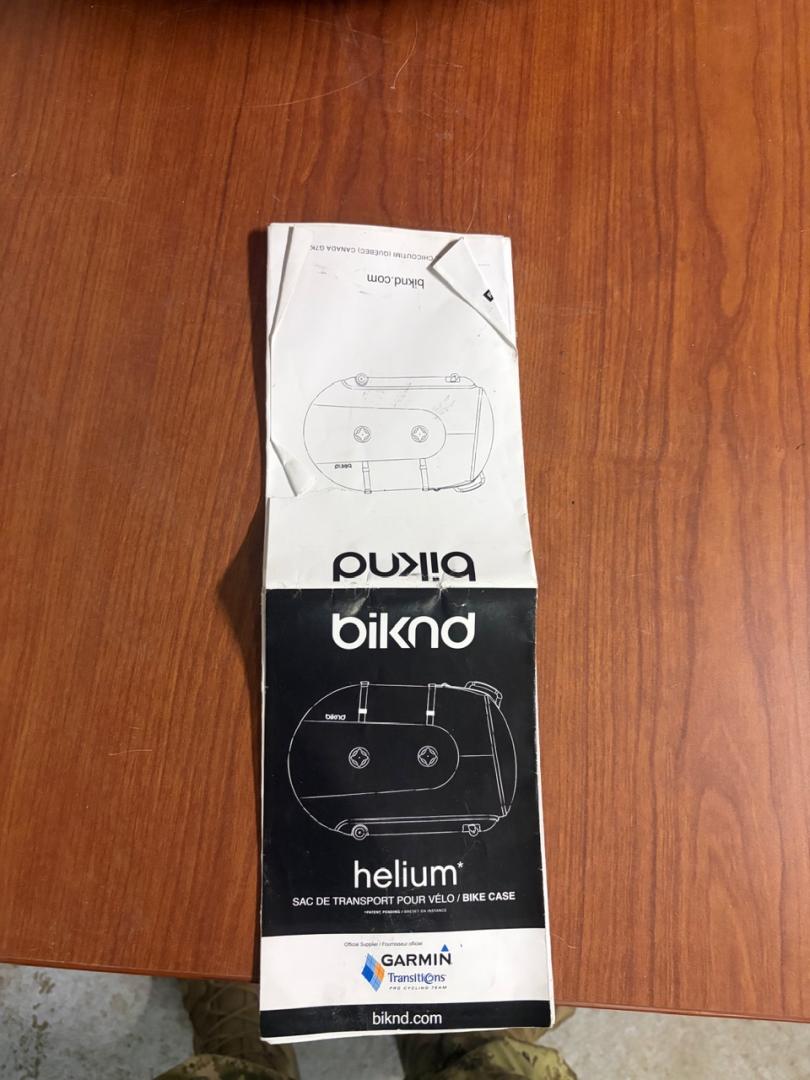 CHICOUTIMI (QUÉBEC) CANADA G7K
biknd.com
biknd
biknd
biknd
biknd
helium*
SAC DE TRANSPORT POUR VÉLO / BIKE CASE
*PATENT PENDING / BREVET EN INSTANCE
Official Supplier / Fournisseur officiel
GARMIN
Transitions
PRO CYCLING TEAM
biknd.com